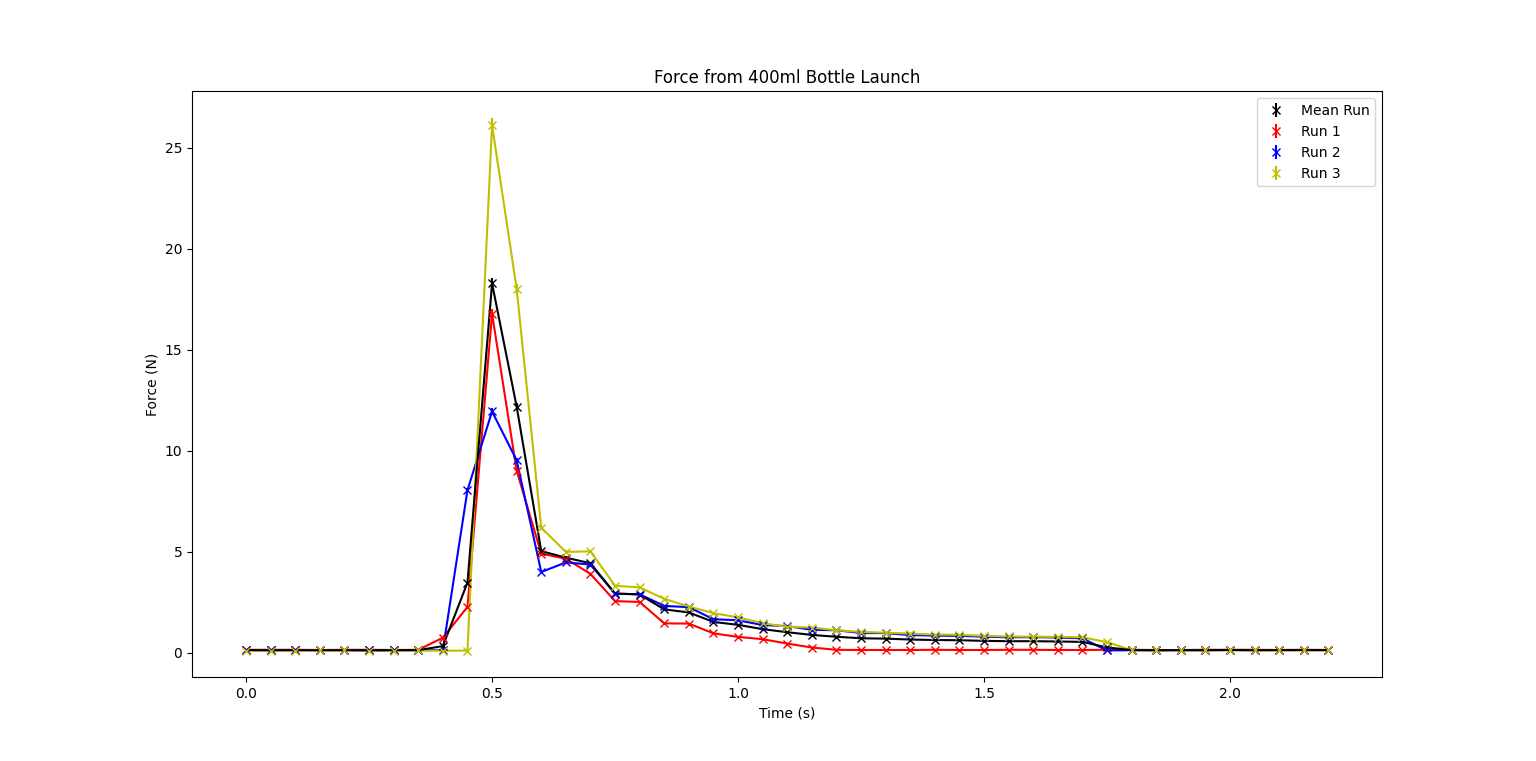 Force from 400ml Bottle Launch
Mean Run
Run 1
Run 2
Run 3
Force (N)
25
20
15
10
5
0
0.0 0.5 1.0 1.5 2.0
Time (s)